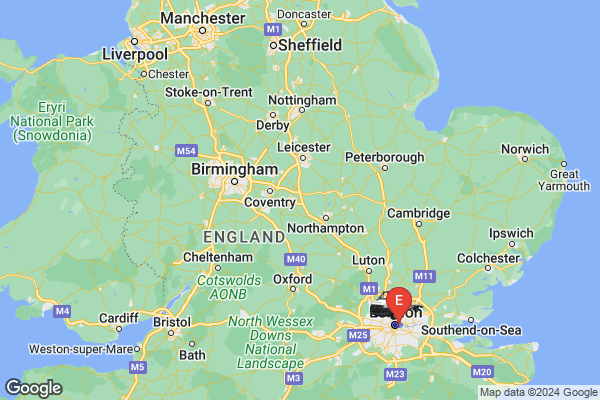 Doncaster
Manchester
M1
Liverpool
Sheffield
Chester
Stoke-on-Trent
Eryri
National Park
(Snowdonia)
Nottingham
Derby
Leicester
M54
Peterborough
Norwich
Birmingham
Great
Yarmouth
Coventry
Cambridge
Northampton
ENGLAND
Ipswich
M40
Cheltenham
Luton
Colchester
M11
Cotswolds
AONB
Oxford
M1
E
M4
Cardiff
Bristol
North Wessex
Downs
National
Landscape
M25
Southend-on-Sea
Weston-super-Mare
Bath
M5
M3
M23
M20
Google
Map data ©2024 Google